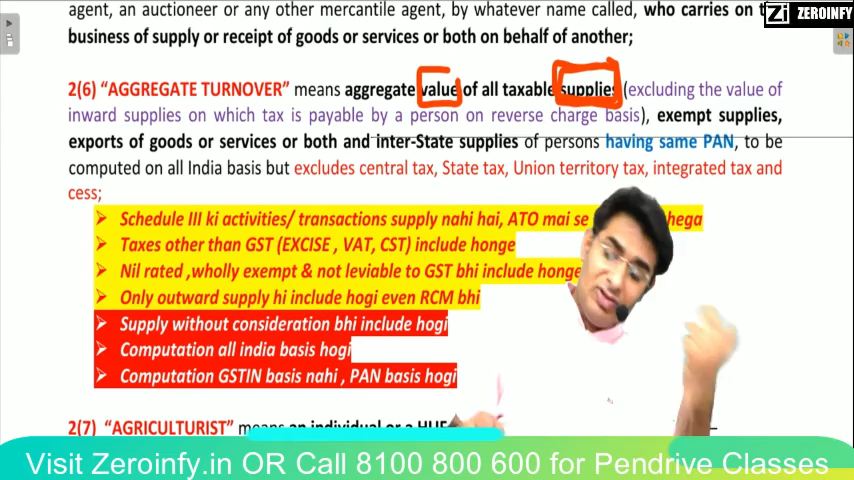 agent, an auctioneer or any other mercantile agent, by whatever name called, who carries on
Zi ZEROINFY
business of supply or receipt of goods or services or both on behalf of another;
2(6) "AGGREGATE TURNOVER" means aggregate value of all taxable supplies (excluding the value of
inward supplies on which tax is payable by a person on reverse charge basis), exempt supplies,
exports of goods or services or both and inter-State supplies of persons having same PAN, to be
computed on all India basis but excludes central tax, State tax, Union territory tax, integrated tax and
cess;
➢ Schedule III ki activities/ transactions supply nahi hai, ATO mai se
➢ Taxes other than GST (EXCISE , VAT, CST) include honge
➢ Nil rated ,wholly exempt & not leviable to GST bhi include honge
➢ Only outward supply hi include hogi even RCM bhi
➢ Supply without consideration bhi include hogi
➢ Computation all india basis hogi
➢ Computation GSTIN basis nahi , PAN basis hogi
2(7) "AGRICULTURIST" means an individual or a HUF
Visit Zeroinfy.in OR Call 8100 800 600 for Pendrive Classes